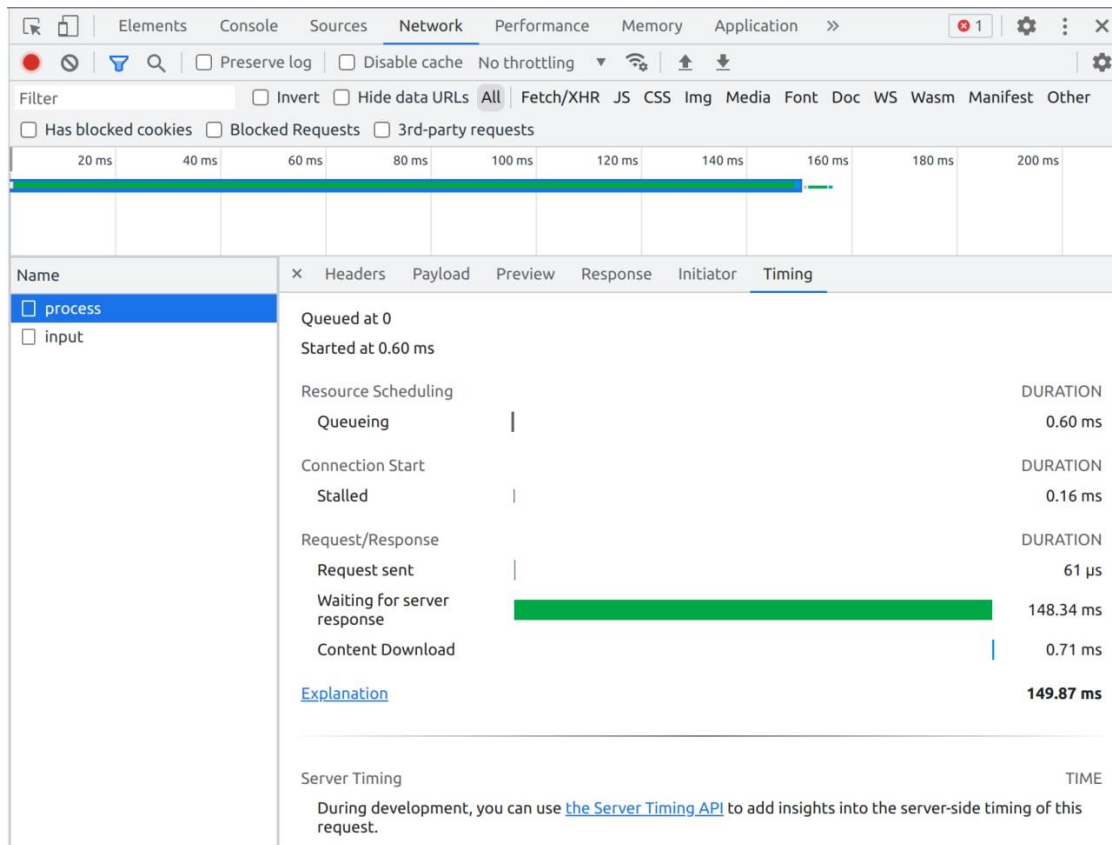 Elements Console Sources Network Performance Memory Application » 1
Preserve log Disable cache No throttling
Filter Invert Hide data URLs All Fetch/XHR JS CSS Img Media Font Doc WS Wasm Manifest Other
Has blocked cookies Blocked Requests 3rd-party requests
20 ms 40 ms 60 ms 80 ms 100 ms 120 ms 140 ms 160 ms 180 ms 200 ms
Name × Headers Payload Preview Response Initiator Timing
process
input
Queued at 0
Started at 0.60 ms
Resource Scheduling DURATION
Queueing 0.60 ms
Connection Start DURATION
Stalled 0.16 ms
Request/Response DURATION
Request sent 61 μs
Waiting for server
response 148.34 ms
Content Download 0.71 ms
Explanation 149.87 ms
Server Timing TIME
During development, you can use the Server Timing API to add insights into the server-side timing of this
request.